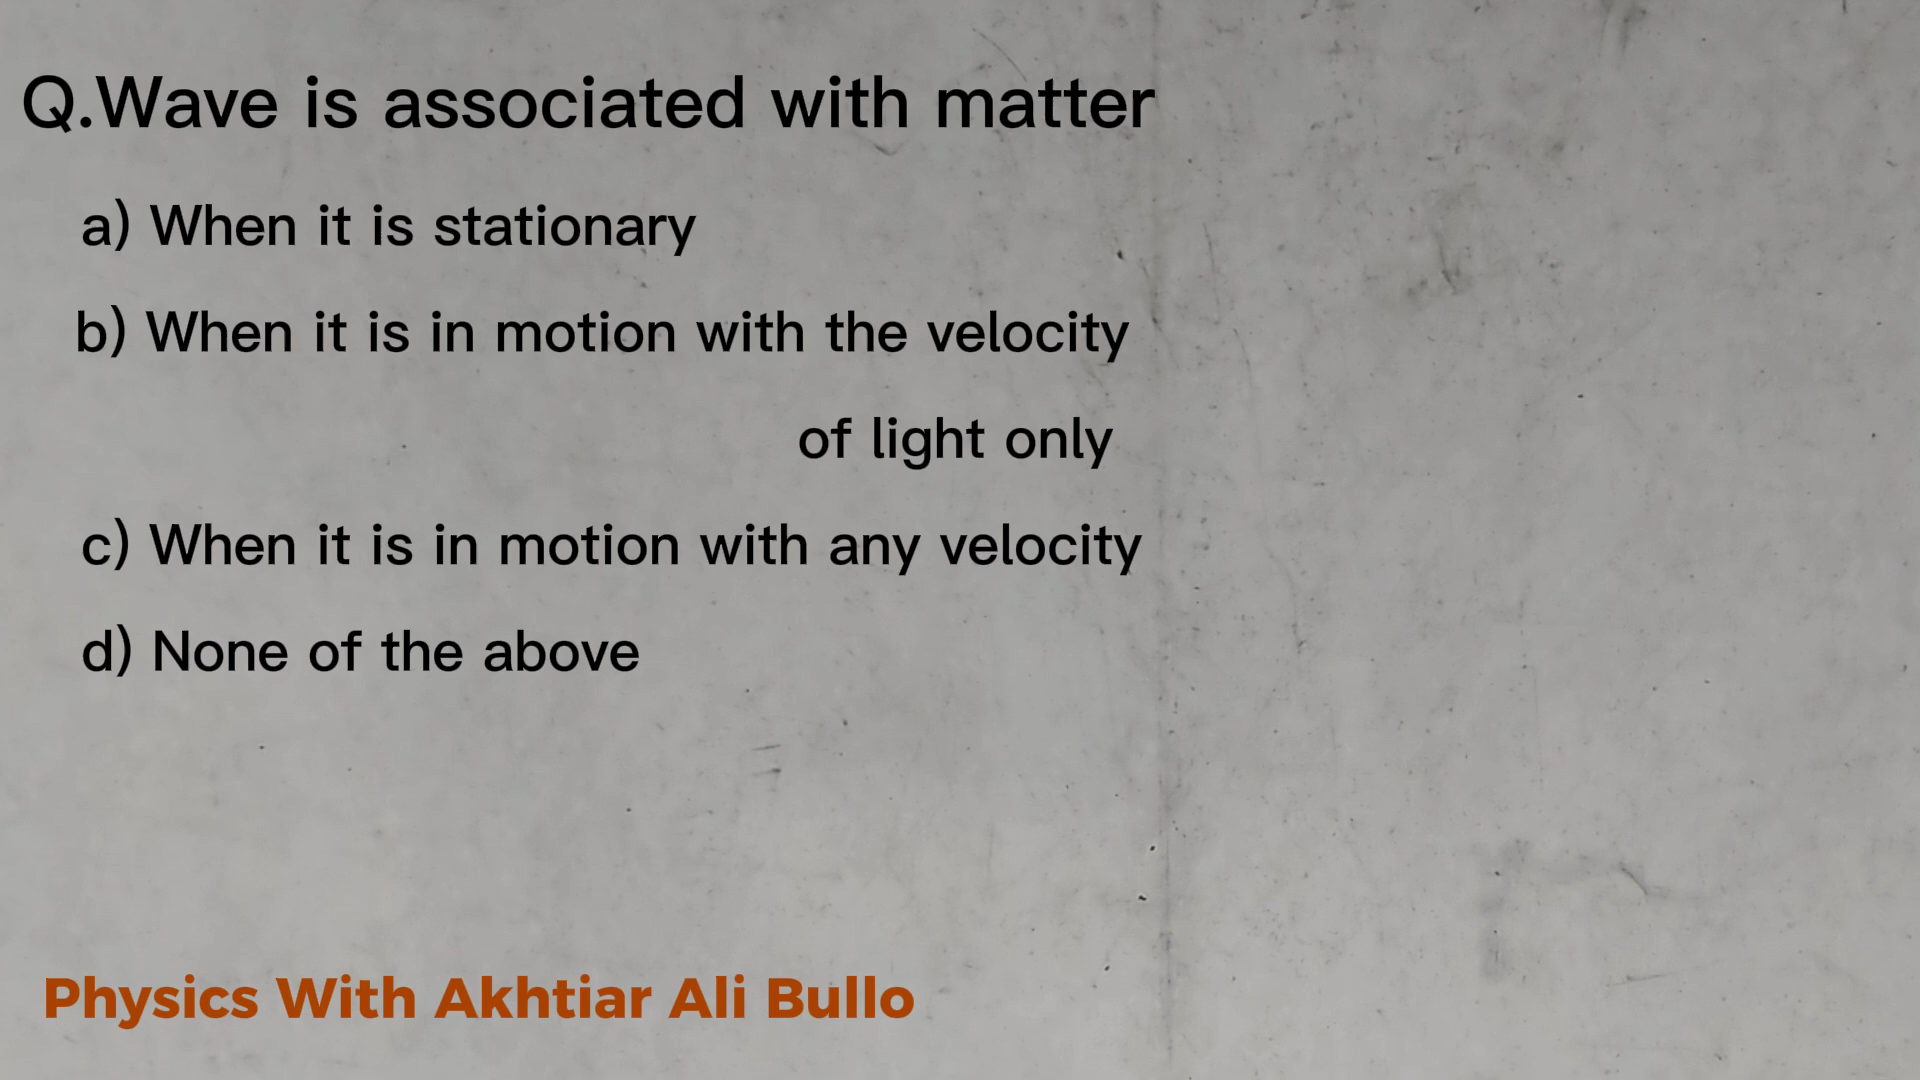 Q.Wave is associated with matter
a) When it is stationary
b) When it is in motion with the velocity
of light only
c) When it is in motion with any velocity
d) None of the above
Physics With Akhtiar Ali Bullo